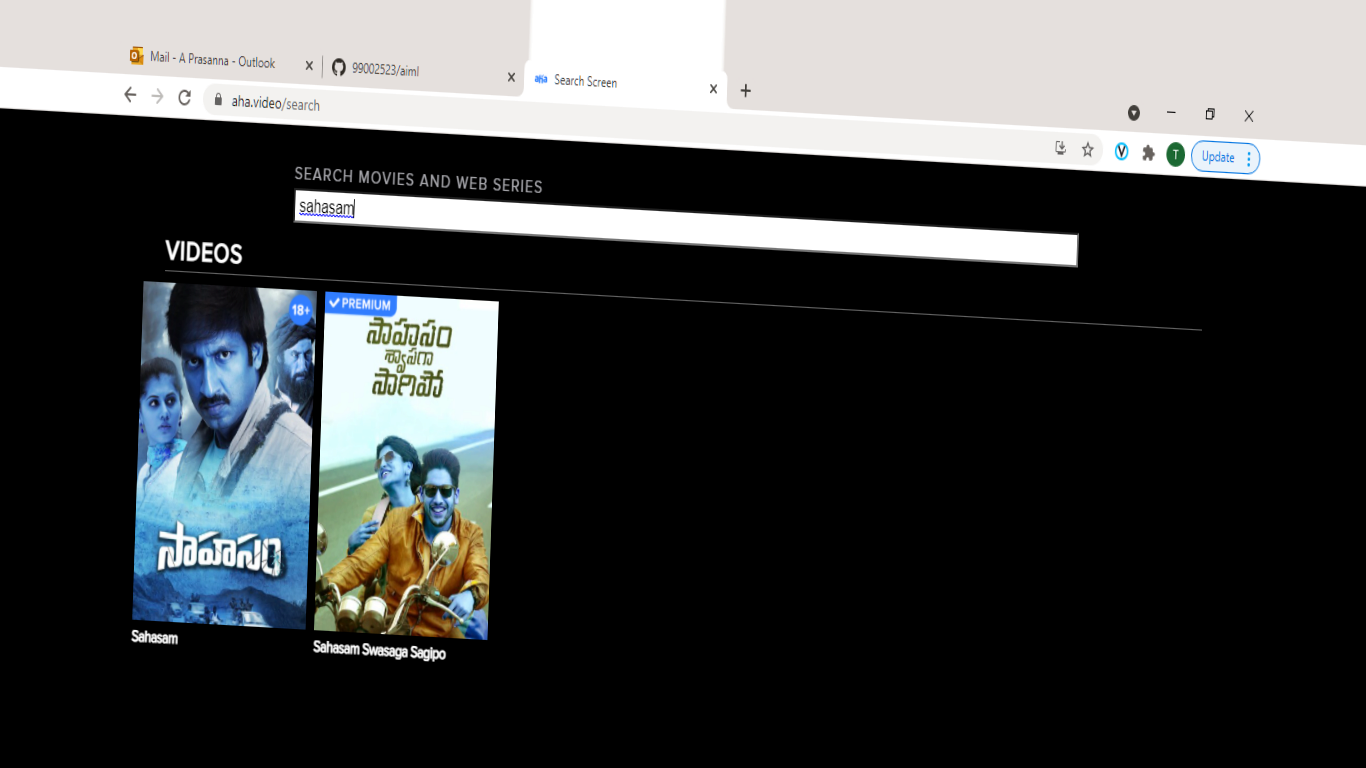 Mail - A Prasanna - Outlook
99002523/aiml
aha
Search Screen
aha.video/search
V
T
Update
SEARCH MOVIES AND WEB SERIES
sahasam
VIDEOS
18+
సాహసం
Sahasam
PREMIUM
సాహసం
శ్వాసగా
సాగిపో
Sahasam Swasaga Sagipo